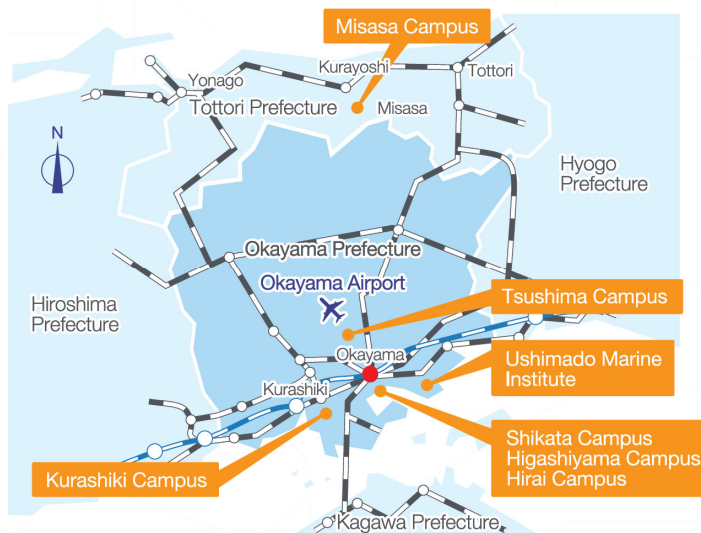 Misasa Campus
Kurayoshi
Tottori
Yonago
Tottori Prefecture
Misasa
N
Hyogo
Prefecture
Okayama Prefecture
Okayama Airport
Tsushima Campus
Hiroshima
Prefecture
Okayama
Ushimado Marine
Institute
Kurashiki
Shikata Campus
Higashiyama Campus
Hirai Campus
Kurashiki Campus
Kagawa Prefecture